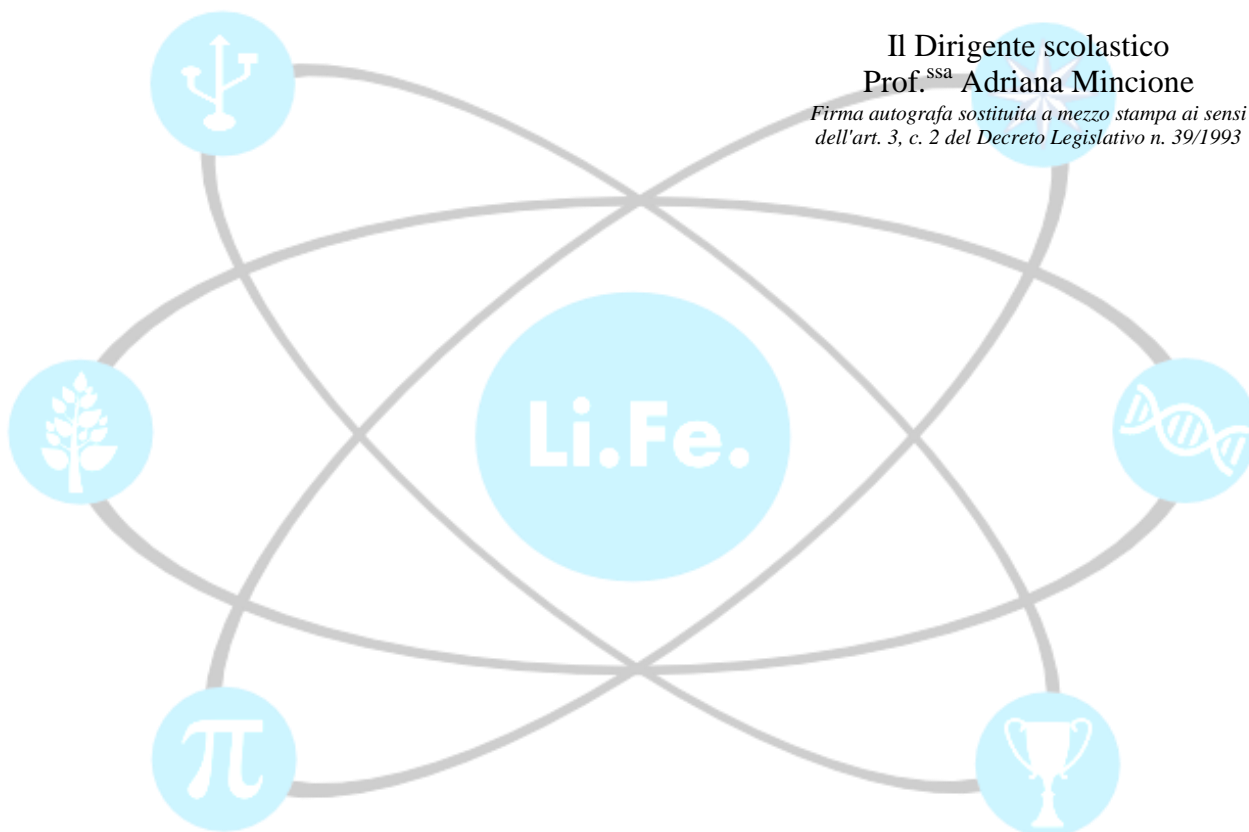 Il Dirigente scolastico
Prof.ssa Adriana Mincione
Firma autografa sostituita a mezzo stampa ai sensi
dell'art. 3, c. 2 del Decreto Legislativo n. 39/1993
Li.Fe.
π